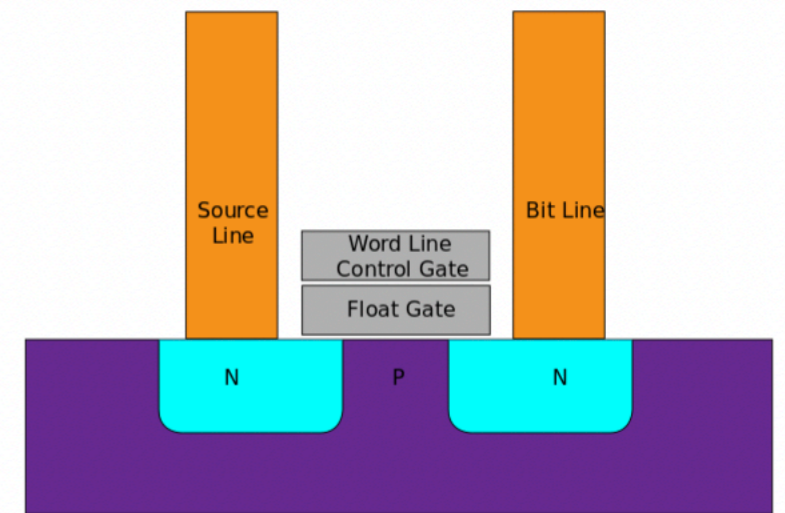 Source
Line
Bit Line
Word Line
Control Gate
Float Gate
N
P
N